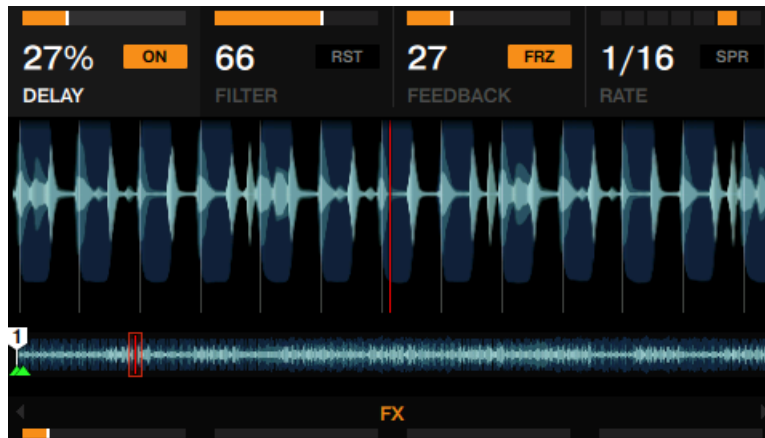 27% ON 66 RST 27 FRZ 1/16 SPR
DELAY FILTER FEEDBACK RATE
1
FX